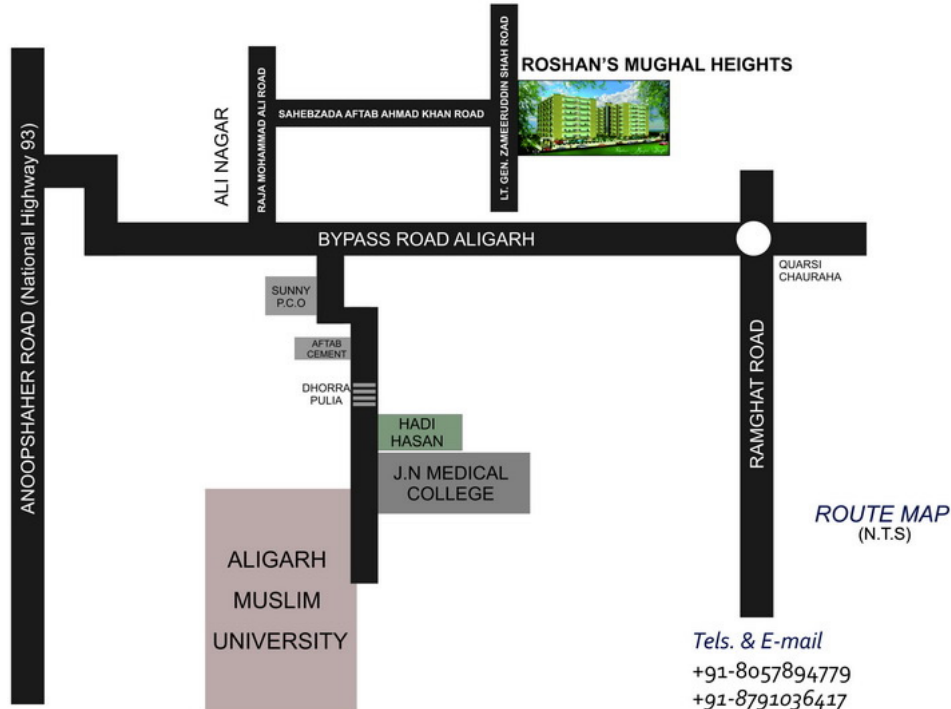 ROSHAN'S MUGHAL HEIGHTS
LT. GEN. ZAMEERUDDIN SHAH ROAD
SAHEBZADA AFTAB AHMAD KHAN ROAD
RAJA MOHAMMAD ALI ROAD
ALI NAGAR
ANOOPSHAHER ROAD (National Highway 93)
BYPASS ROAD ALIGARH
QUARSI
CHAURAHA
SUNNY
P.C.O
AFTAB
CEMENT
DHORRA
PULIA
HADI
HASAN
J.N MEDICAL
COLLEGE
RAMGHAT ROAD
ALIGARH
MUSLIM
UNIVERSITY
ROUTE MAP
(N.T.S)
Tels. & E-mail
+91-8057894779
+91-8791036417